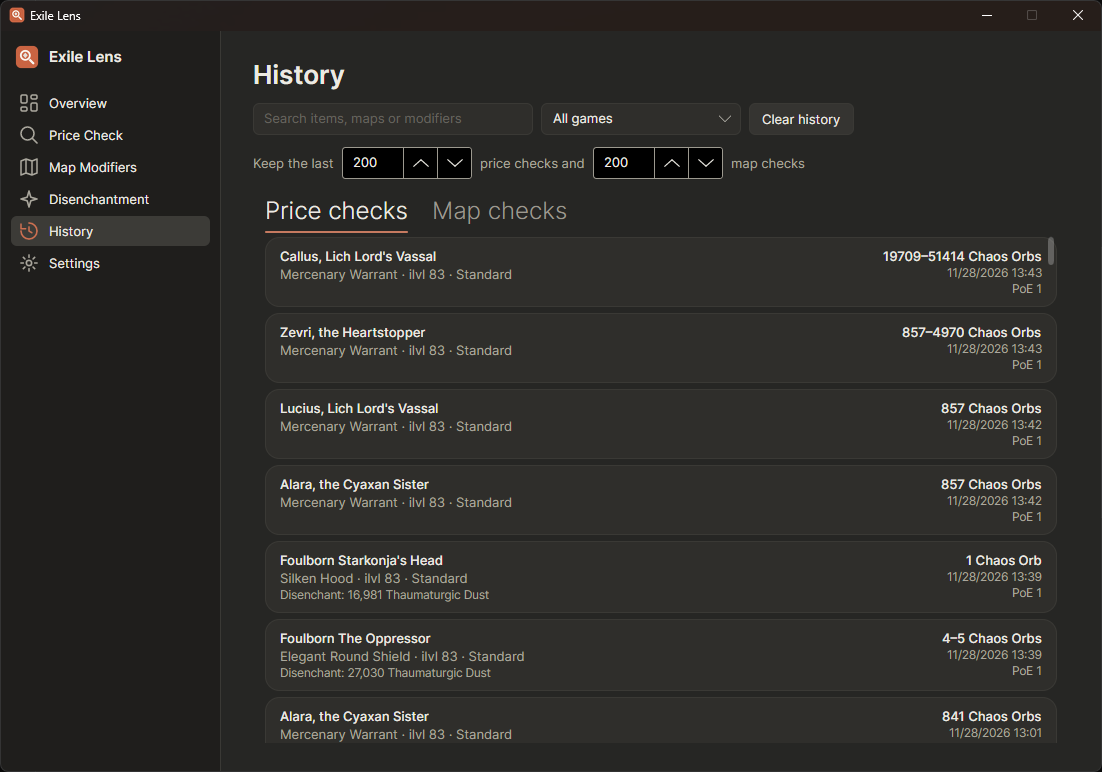 Exile Lens
Exile Lens
Overview
Price Check
Map Modifiers
Disenchantment
History
Settings
History
Search items, maps or modifiers
All games
Clear history
Keep the last 200 price checks and 200 map checks
Price checks
Map checks
Callus, Lich Lord's Vassal
19709–51414 Chaos Orbs
Mercenary Warrant · ilvl 83 · Standard
11/28/2026 13:43
PoE 1
Zevri, the Heartstopper
857–4970 Chaos Orbs
Mercenary Warrant · ilvl 83 · Standard
11/28/2026 13:43
PoE 1
Lucius, Lich Lord's Vassal
857 Chaos Orbs
Mercenary Warrant · ilvl 83 · Standard
11/28/2026 13:42
PoE 1
Alara, the Cyaxan Sister
857 Chaos Orbs
Mercenary Warrant · ilvl 83 · Standard
11/28/2026 13:42
PoE 1
Foulborn Starkonja's Head
1 Chaos Orb
Silken Hood · ilvl 83 · Standard
11/28/2026 13:39
Disenchant: 16,981 Thaumaturgic Dust
PoE 1
Foulborn The Oppressor
4–5 Chaos Orbs
Elegant Round Shield · ilvl 83 · Standard
11/28/2026 13:39
Disenchant: 27,030 Thaumaturgic Dust
PoE 1
Alara, the Cyaxan Sister
841 Chaos Orbs
Mercenary Warrant · ilvl 83 · Standard
11/28/2026 13:01